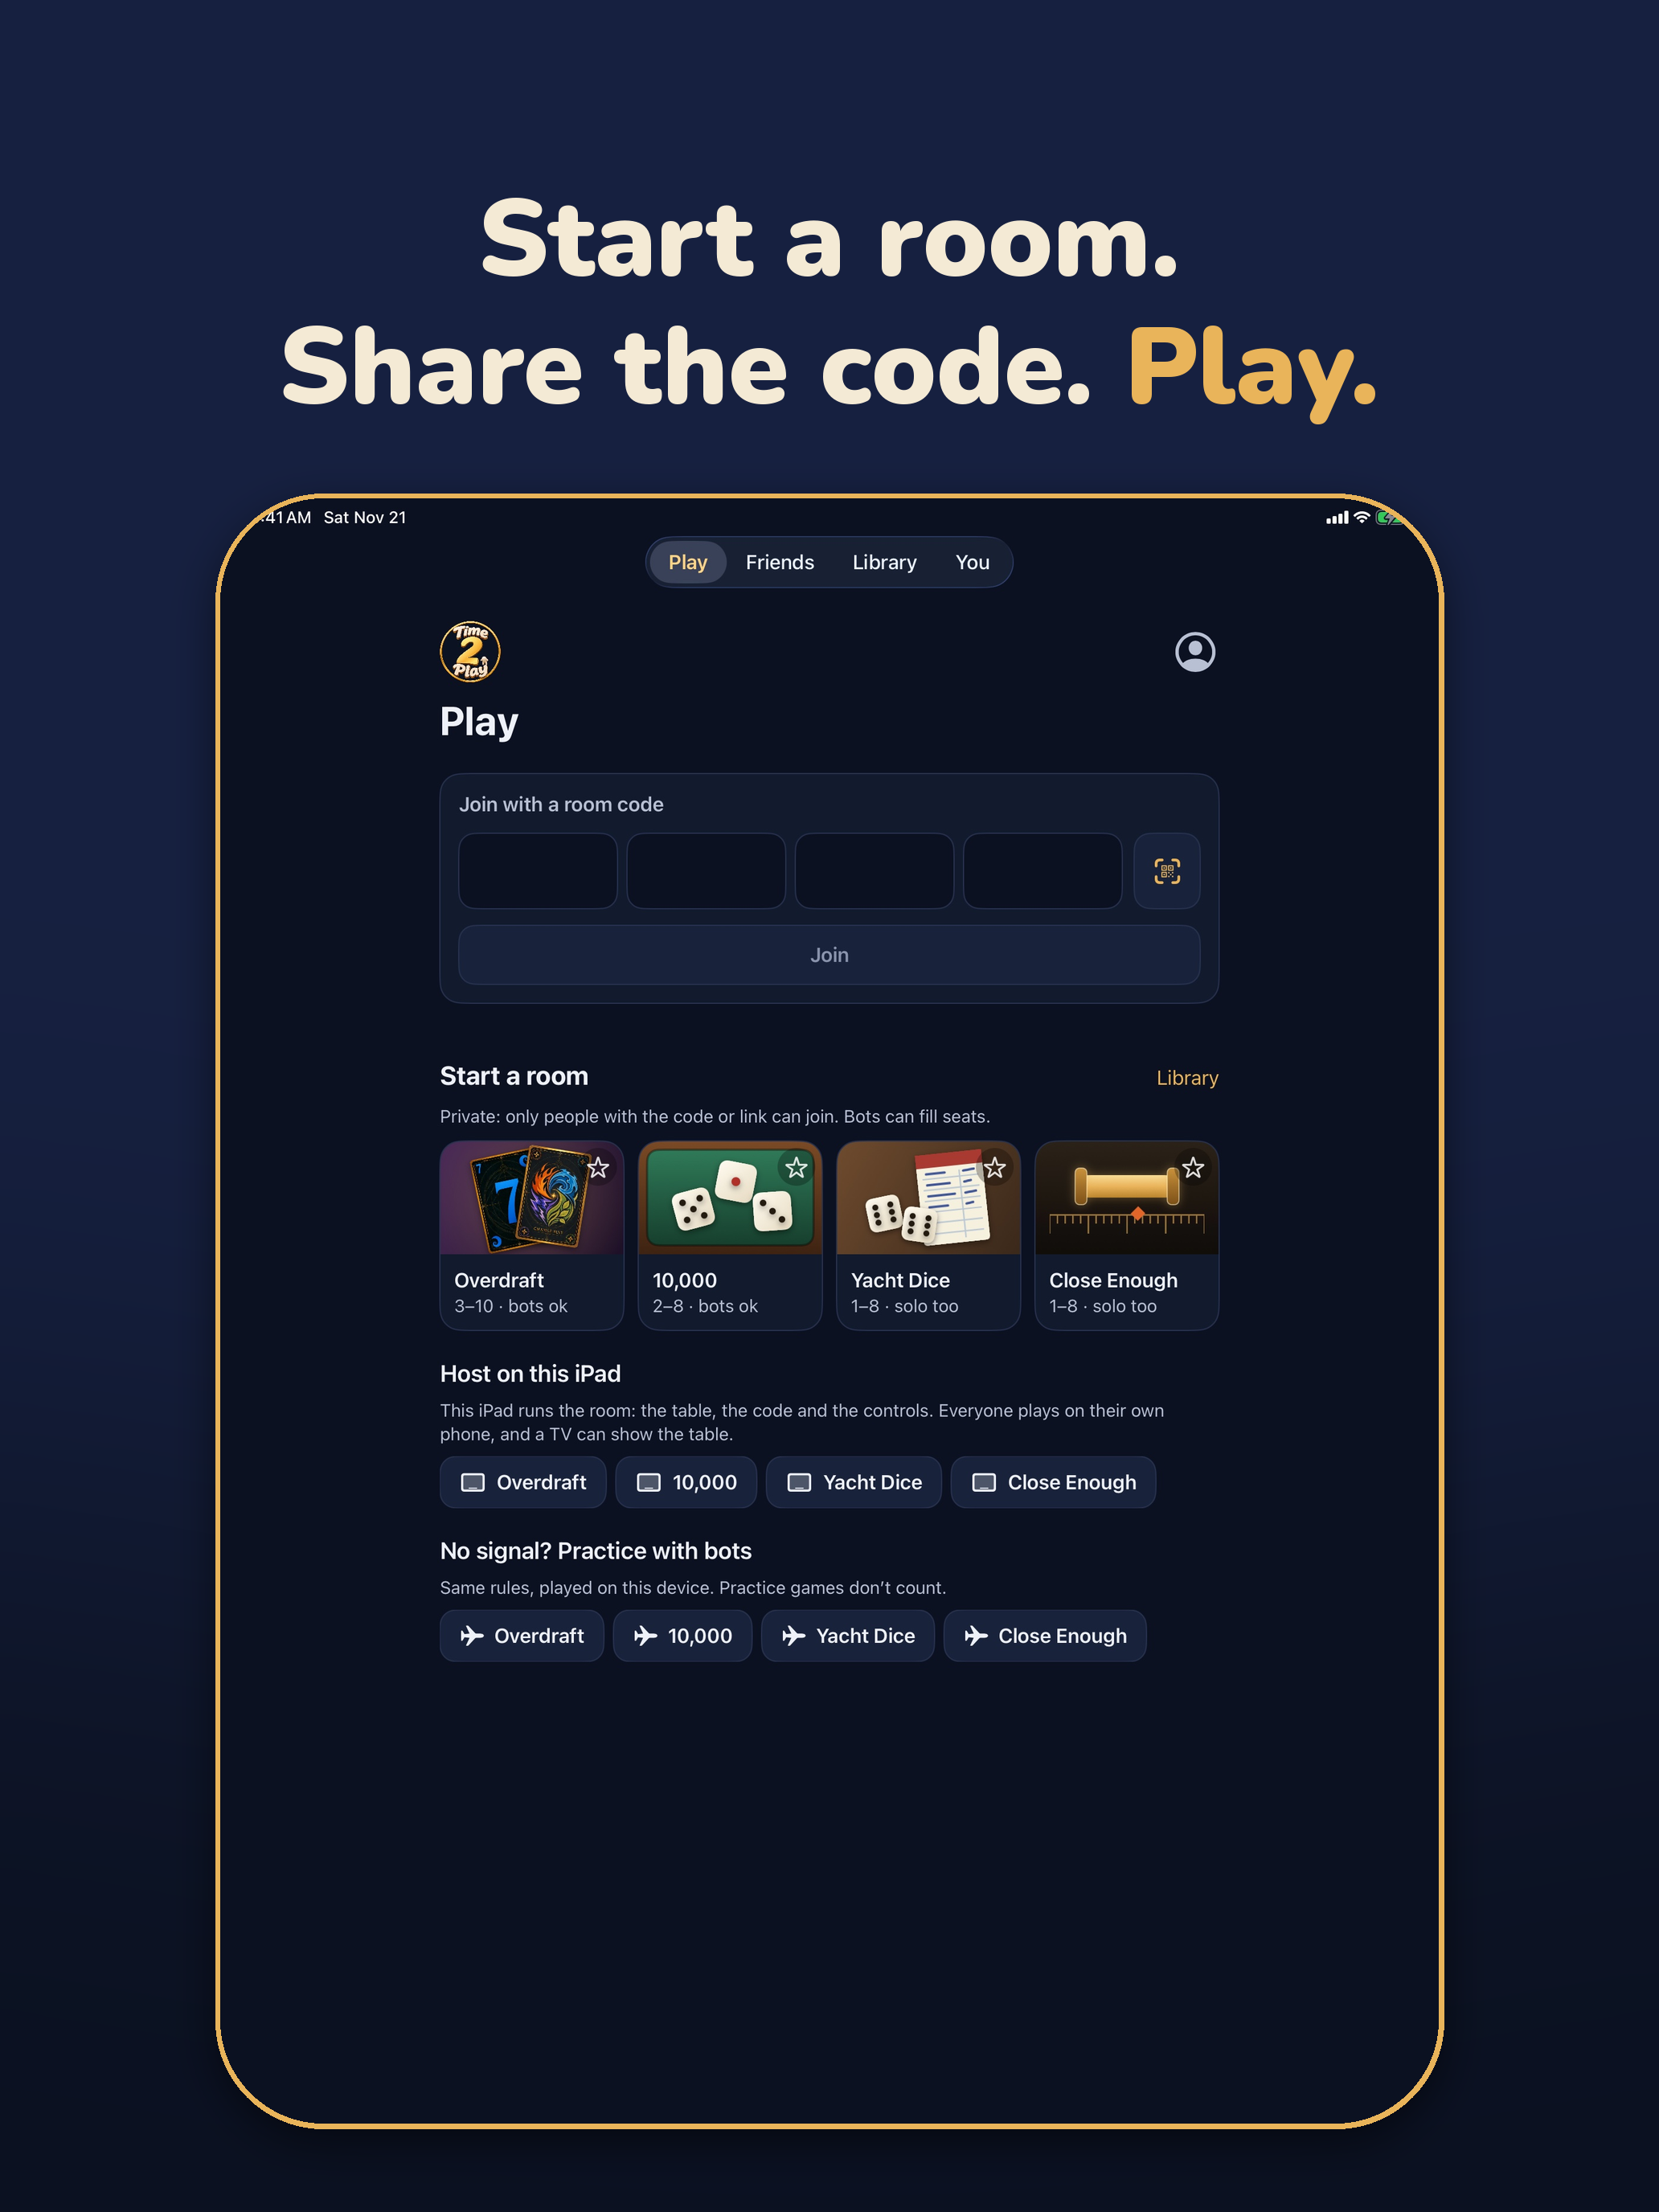 Start a room.
Share the code. Play.
:41 AM Sat Nov 21
Play Friends Library You
Time
2
Play
Play
Join with a room code
Join
Start a room Library
Private: only people with the code or link can join. Bots can fill seats.
7
7
Overdraft
3–10 · bots ok
10,000
2–8 · bots ok
Yacht Dice
1–8 · solo too
Close Enough
1–8 · solo too
Host on this iPad
This iPad runs the room: the table, the code and the controls. Everyone plays on their own
phone, and a TV can show the table.
Overdraft 10,000 Yacht Dice Close Enough
No signal? Practice with bots
Same rules, played on this device. Practice games don’t count.
Overdraft 10,000 Yacht Dice Close Enough